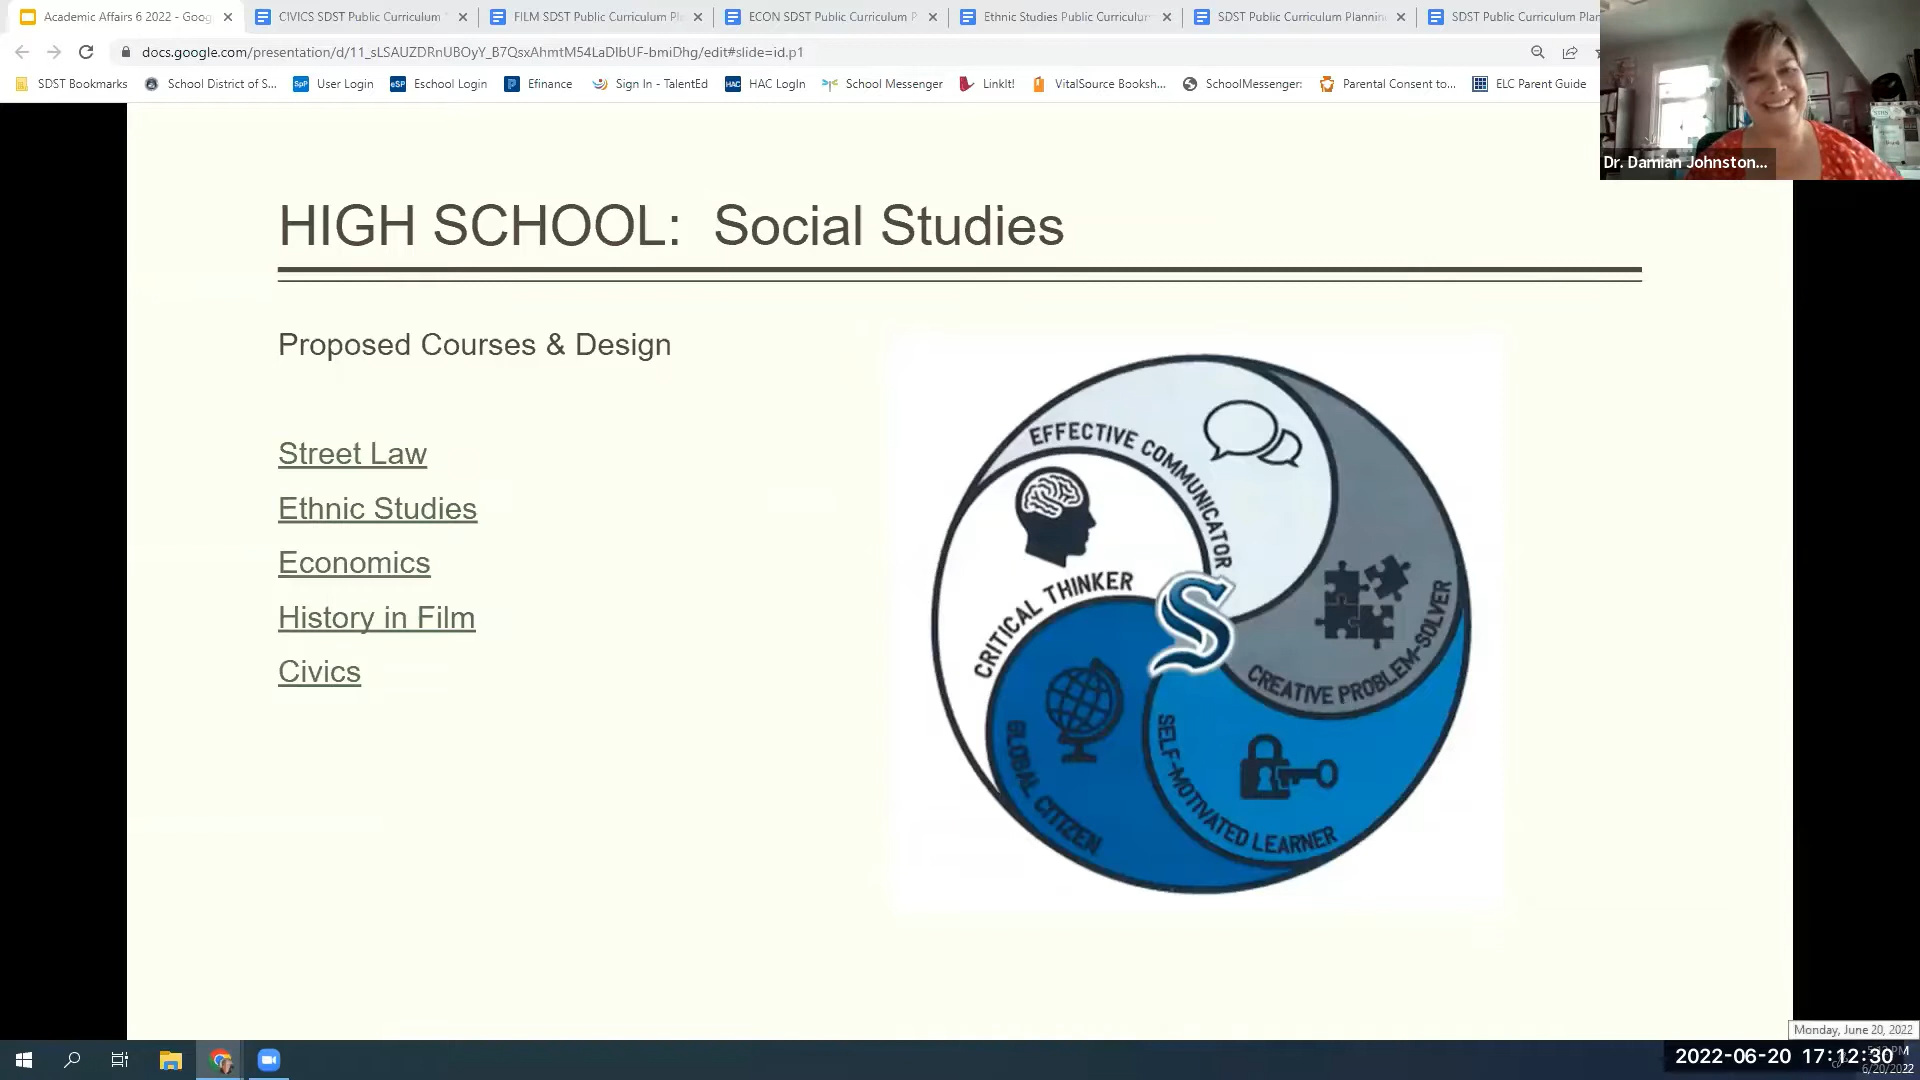 Academic Affairs 6 2022 - Goog
CIVICS SDST Public Curriculum
FILM SDST Public Curriculum Pl
ECON SDST Public Curriculum P
Ethnic Studies Public Curriculum
SDST Public Curriculum Planning
SDST Public Curriculum Plan
docs.google.com/presentation/d/11_sLSAUZDRnUBOyY_B7QsxAhmtM54LaDlbUF-bmiDhg/edit#slide=id.p1
SDST Bookmarks
School District of S...
SpP User Login
eSP Eschool Login
Efinance
Sign In - TalentEd
HAC HAC LogIn
School Messenger
LinkIt!
VitalSource Booksh...
SchoolMessenger:
Parental Consent to...
ELC Parent Guide
Dr. Damian Johnston...
HIGH SCHOOL: Social Studies
Proposed Courses & Design
Street Law
Ethnic Studies
Economics
History in Film
Civics
EFFECTIVE COMMUNICATOR
CRITICAL THINKER
S
CREATIVE PROBLEM-SOLVER
GLOBAL CITIZEN
SELF-MOTIVATED LEARNER
Monday, June 20, 2022
2022-06-20 17:12:30
6/20/2022